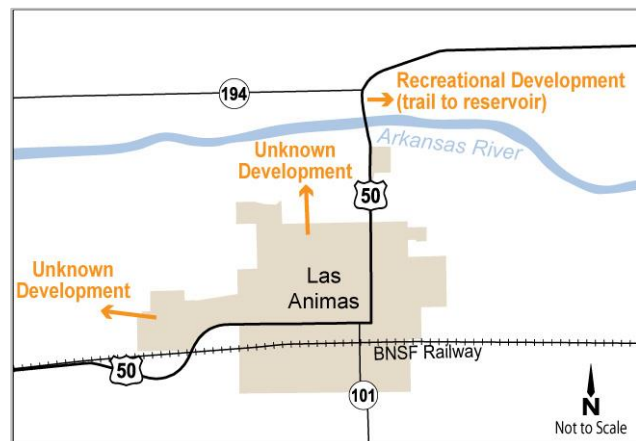 194
Recreational Development
(trail to reservoir)
Arkansas River
Unknown
Development
50
Unknown
Development
Las
Animas
BNSF Railway
50
101
N
Not to Scale